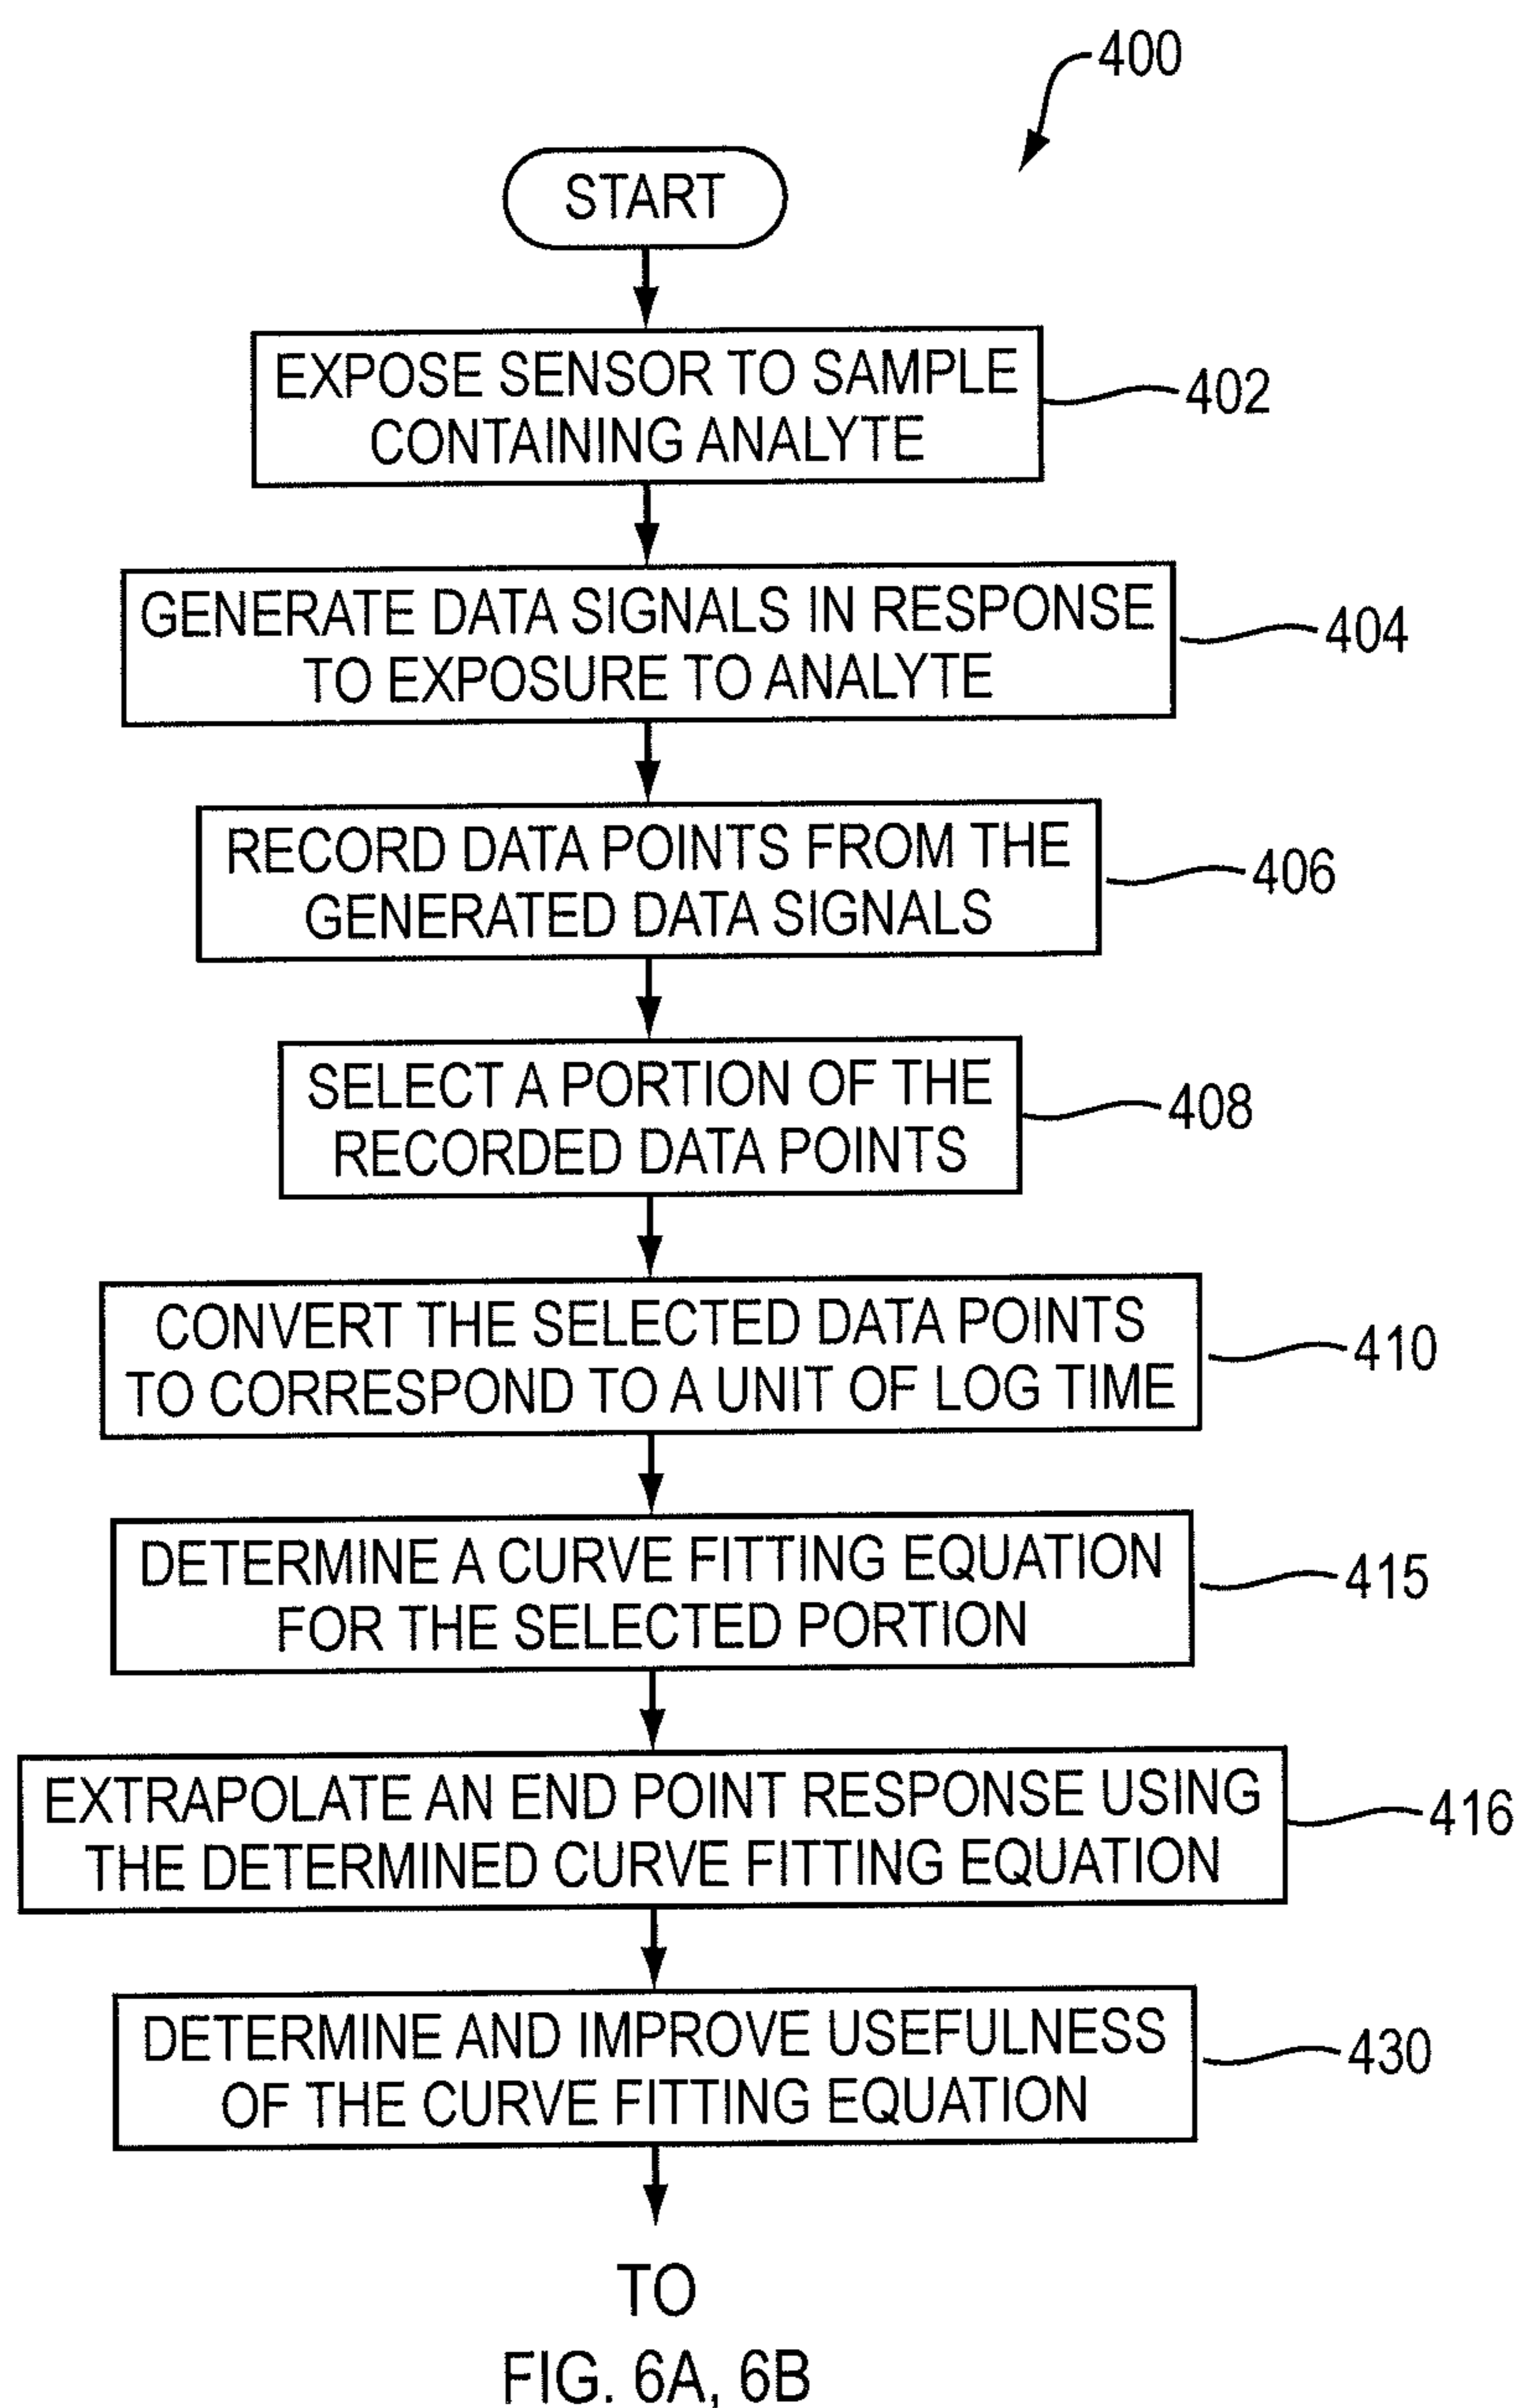 400
START
EXPOSE SENSOR TO SAMPLE
CONTAINING ANALYTE
402
GENERATE DATA SIGNALS IN RESPONSE
TO EXPOSURE TO ANALYTE
404
RECORD DATA POINTS FROM THE
GENERATED DATA SIGNALS
406
SELECT A PORTION OF THE
RECORDED DATA POINTS
408
CONVERT THE SELECTED DATA POINTS
TO CORRESPOND TO A UNIT OF LOG TIME
410
DETERMINE A CURVE FITTING EQUATION
FOR THE SELECTED PORTION
415
EXTRAPOLATE AN END POINT RESPONSE USING
THE DETERMINED CURVE FITTING EQUATION
416
DETERMINE AND IMPROVE USEFULNESS
OF THE CURVE FITTING EQUATION
430
TO
FIG. 6A, 6B